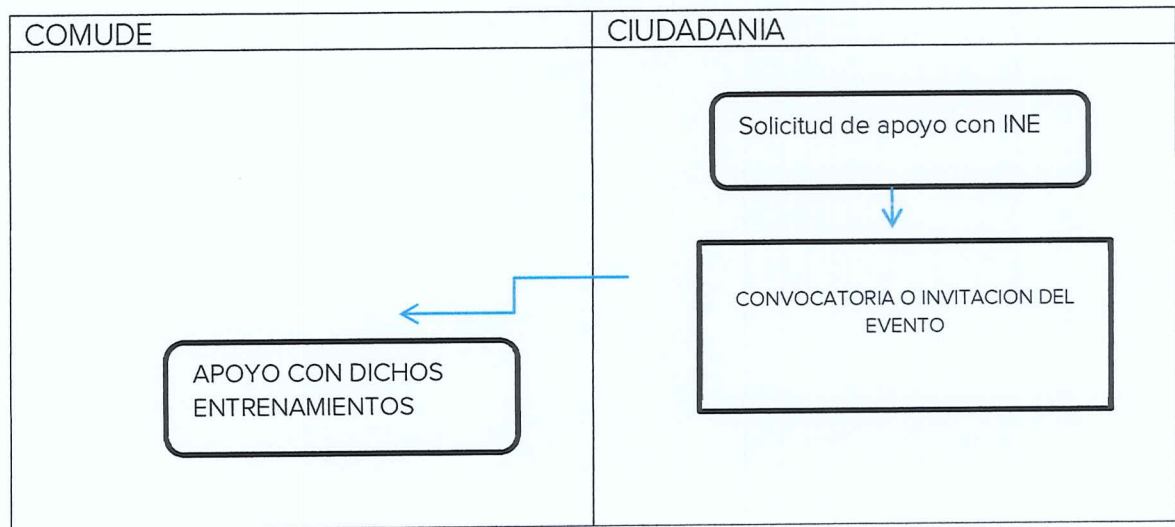 COMUDE
CIUDADANIA
Solicitud de apoyo con INE
CONVOCATORIA O INVITACION DEL
EVENTO
APOYO CON DICHOS
ENTRENAMIENTOS